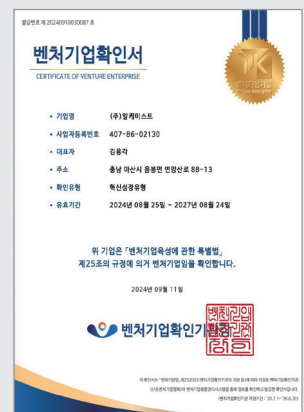 발급번호 제 20240910030087 호
벤처기업확인서
CERTIFICATE OF VENTURE ENTERPRISE
• 기업명 (주)알케미스트
• 사업자등록번호 407-86-02130
• 대표자 김용각
• 주소 충남 아산시 음봉면 연암산로 88-13
• 확인유형 혁신성장유형
• 유효기간 2024년 08월 25일 ~ 2027년 08월 24일
위 기업은 「벤처기업육성에 관한 특별법」
제25조의 규정에 의거 벤처기업임을 확인합니다.
2024년 09월 11일
벤처기업확인기관장